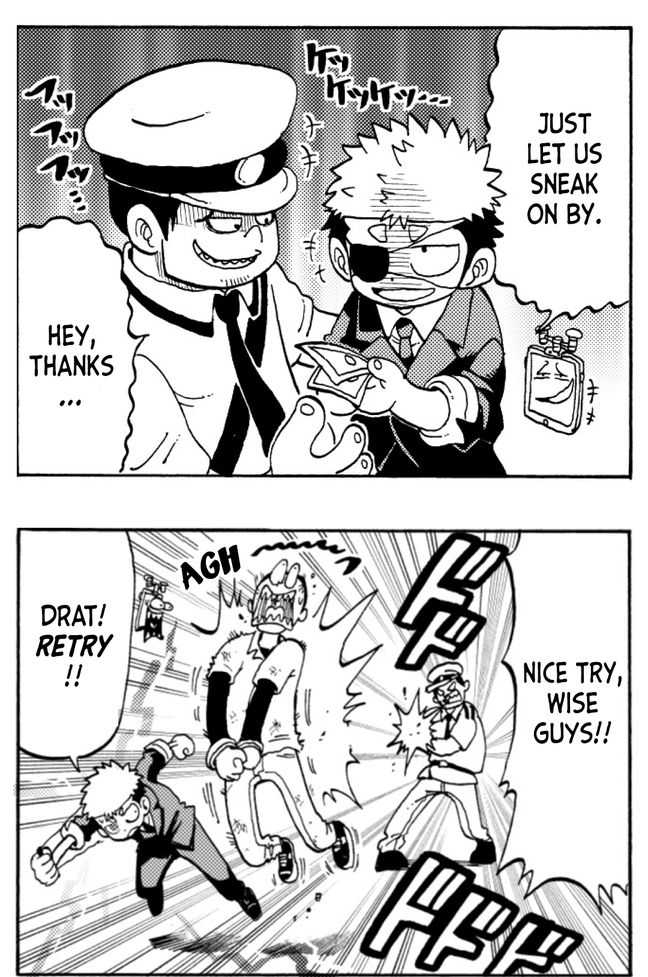 JUST
LET US
SNEAK
ON BY.
ケッ
ケッケッ…
フッ
フッ
フッ…
HEY,
THANKS
...
NICE TRY,
WISE
GUYS!!
ドド
AGH
DRAT!
RETRY
!!
ドドド